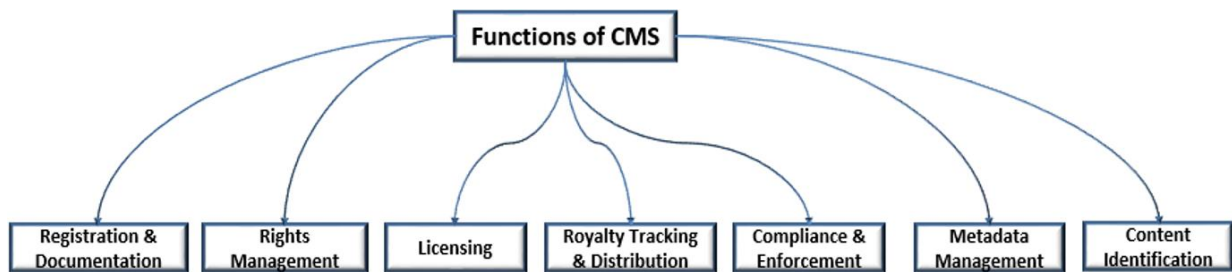 Functions of CMS
Registration &
Documentation
Rights
Management
Licensing
Royalty Tracking
& Distribution
Compliance &
Enforcement
Metadata
Management
Content
Identification